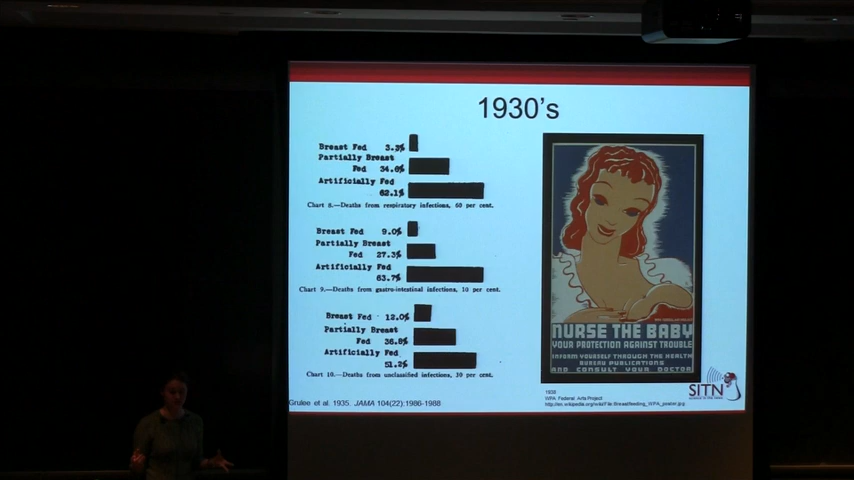 1930's
Breast Fed 3.3%
Partially Breast
Fed 34.6%
Artificially Fed
62.1%
Chart 8.—Deaths from respiratory infections, 60 per cent.
Breast Fed 9.0%
Partially Breast
Fed 27.3%
Artificially Fed
63.7%
Chart 9.—Deaths from gastro-intestinal infections, 10 per cent.
Breast Fed 12.0%
Partially Breast
Fed 36.8%
Artificially Fed
51.2%
Chart 10.—Deaths from unclassified infections, 30 per cent.
Grulee et al. 1935. JAMA 104(22):1986-1988
NURSE THE BABY
YOUR PROTECTION AGAINST TROUBLE
INFORM YOURSELF THROUGH THE HEALTH
BUREAU PUBLICATIONS
AND CONSULT YOUR DOCTOR
WPA Federal Arts Project
SITN